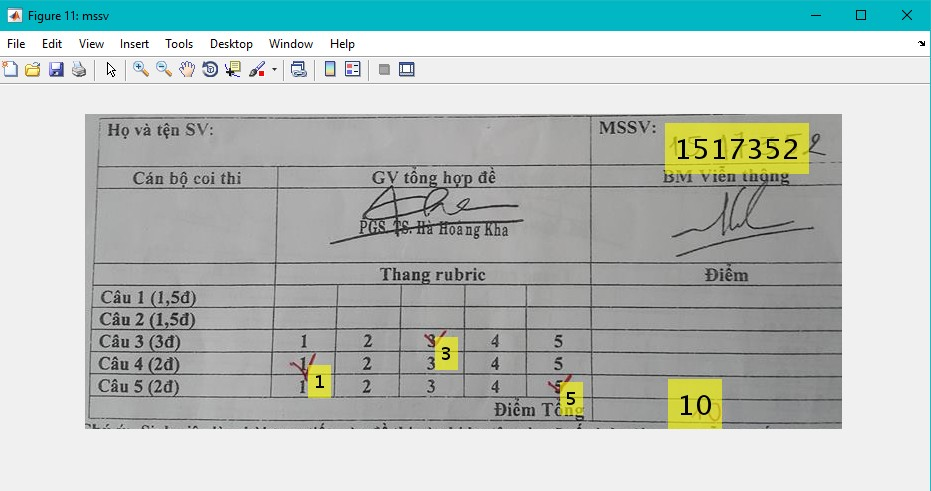 Figure 11: mssv
File Edit View Insert Tools Desktop Window Help
Họ và tện SV: MSSV: 1517352
Cán bộ coi thi GV tổng hợp đề BM Viễn thông
PGS. TS. Hà Hoàng Kha
Thang rubric Điểm
Câu 1 (1,5đ)
Câu 2 (1,5đ)
Câu 3 (3đ) 1 2 3 4 5
3
Câu 4 (2đ) 1 2 3 4 5
1
Câu 5 (2đ) 1 2 3 4 5
5
Điểm Tổng 10